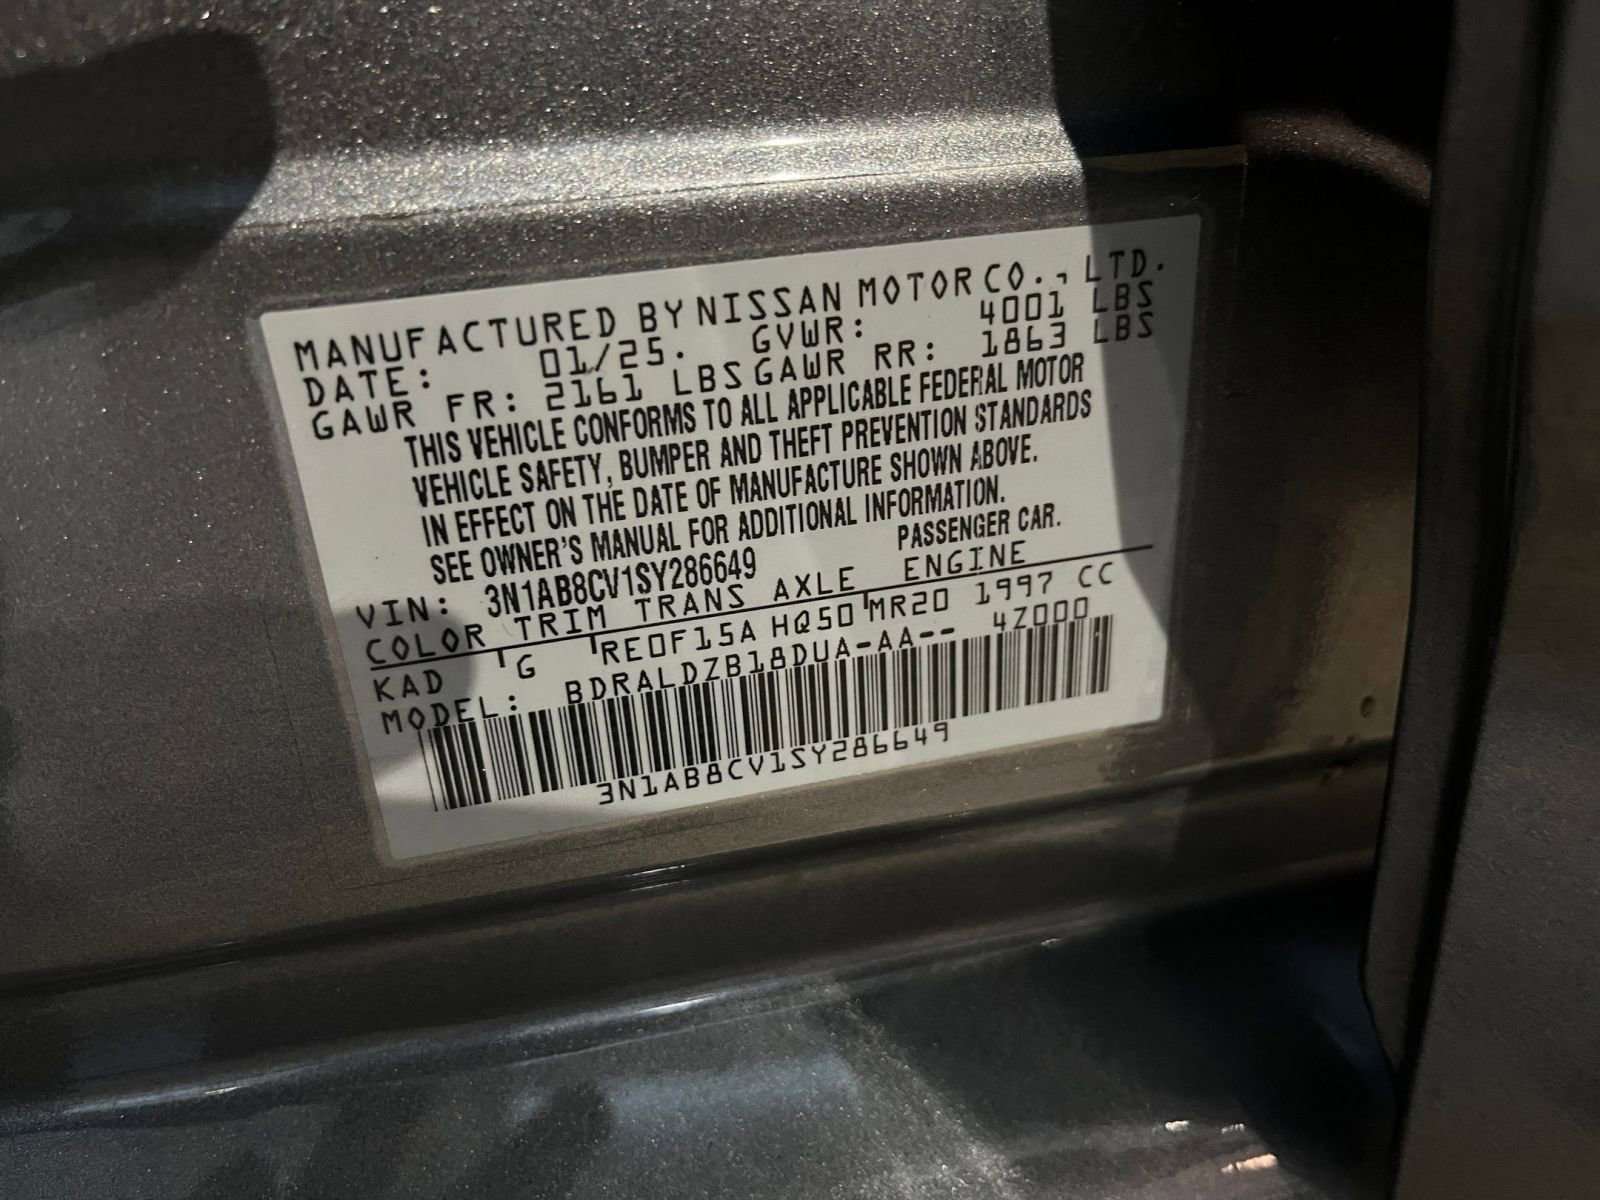 MANUFACTURED BY NISSAN MOTOR CO., LTD.
DATE: 01/25. GVWR: 4001 LBS
GAWR FR: 2161 LBS GAWR RR: 1863 LBS
THIS VEHICLE CONFORMS TO ALL APPLICABLE FEDERAL MOTOR
VEHICLE SAFETY, BUMPER AND THEFT PREVENTION STANDARDS
IN EFFECT ON THE DATE OF MANUFACTURE SHOWN ABOVE.
SEE OWNER'S MANUAL FOR ADDITIONAL INFORMATION.
VIN: 3N1AB8CV1SY286649 PASSENGER CAR.
COLOR TRIM TRANS AXLE ENGINE
KAD G RE0F15A HQ50 MR20 1997 CC
MODEL: BDRALDZB18DUA-AA-- 4Z000
3N1AB8CV1SY286649